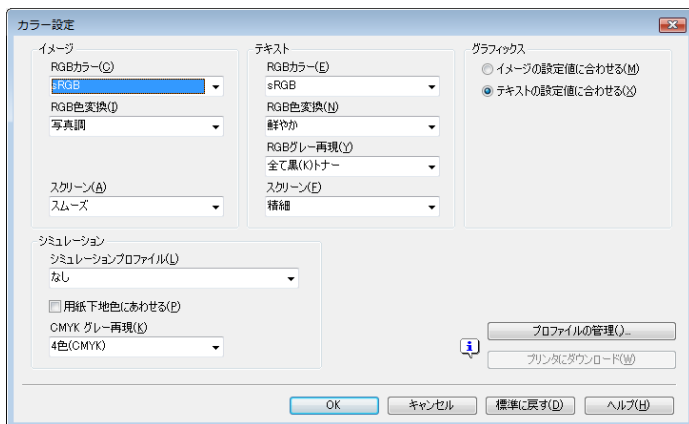 カラー設定
イメージ
RGBカラー(C)
sRGB
RGB色変換(I)
写真調
スクリーン(A)
スムーズ
テキスト
RGBカラー(E)
sRGB
RGB色変換(N)
鮮やか
RGBグレー再現(Y)
全て黒(K)トナー
スクリーン(F)
精細
グラフィックス
イメージの設定値に合わせる(M)
テキストの設定値に合わせる(X)
シミュレーション
シミュレーションプロファイル(L)
なし
用紙下地色にあわせる(P)
CMYK グレー再現(K)
4色(CMYK)
プロファイルの管理()...
プリンタにダウンロード(W)
OK
キャンセル
標準に戻す(D)
ヘルプ(H)